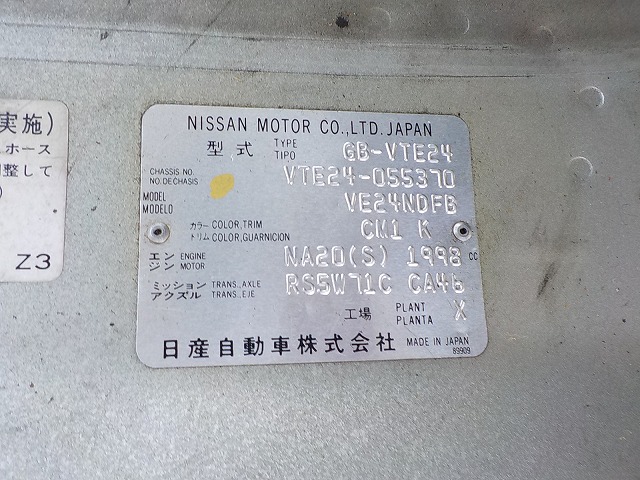 実施)
ホース
調整して
)
Z3
NISSAN MOTOR CO.,LTD. JAPAN
型式 TYPE TIPO GB-VTE24
CHASSIS NO. NO. DE CHASIS VTE24-055370
MODEL MODELO VE24NDFB
カラー COLOR, TRIM トリム COLOR, GUARNICION CM1 K
エンジン ENGINE MOTOR NA20(S) 1998 CC
ミッション TRANS., AXLE アクズル TRANS., EJE RS5W71C CA46
工場 PLANT PLANTA X
日産自動車株式会社 MADE IN JAPAN
89909